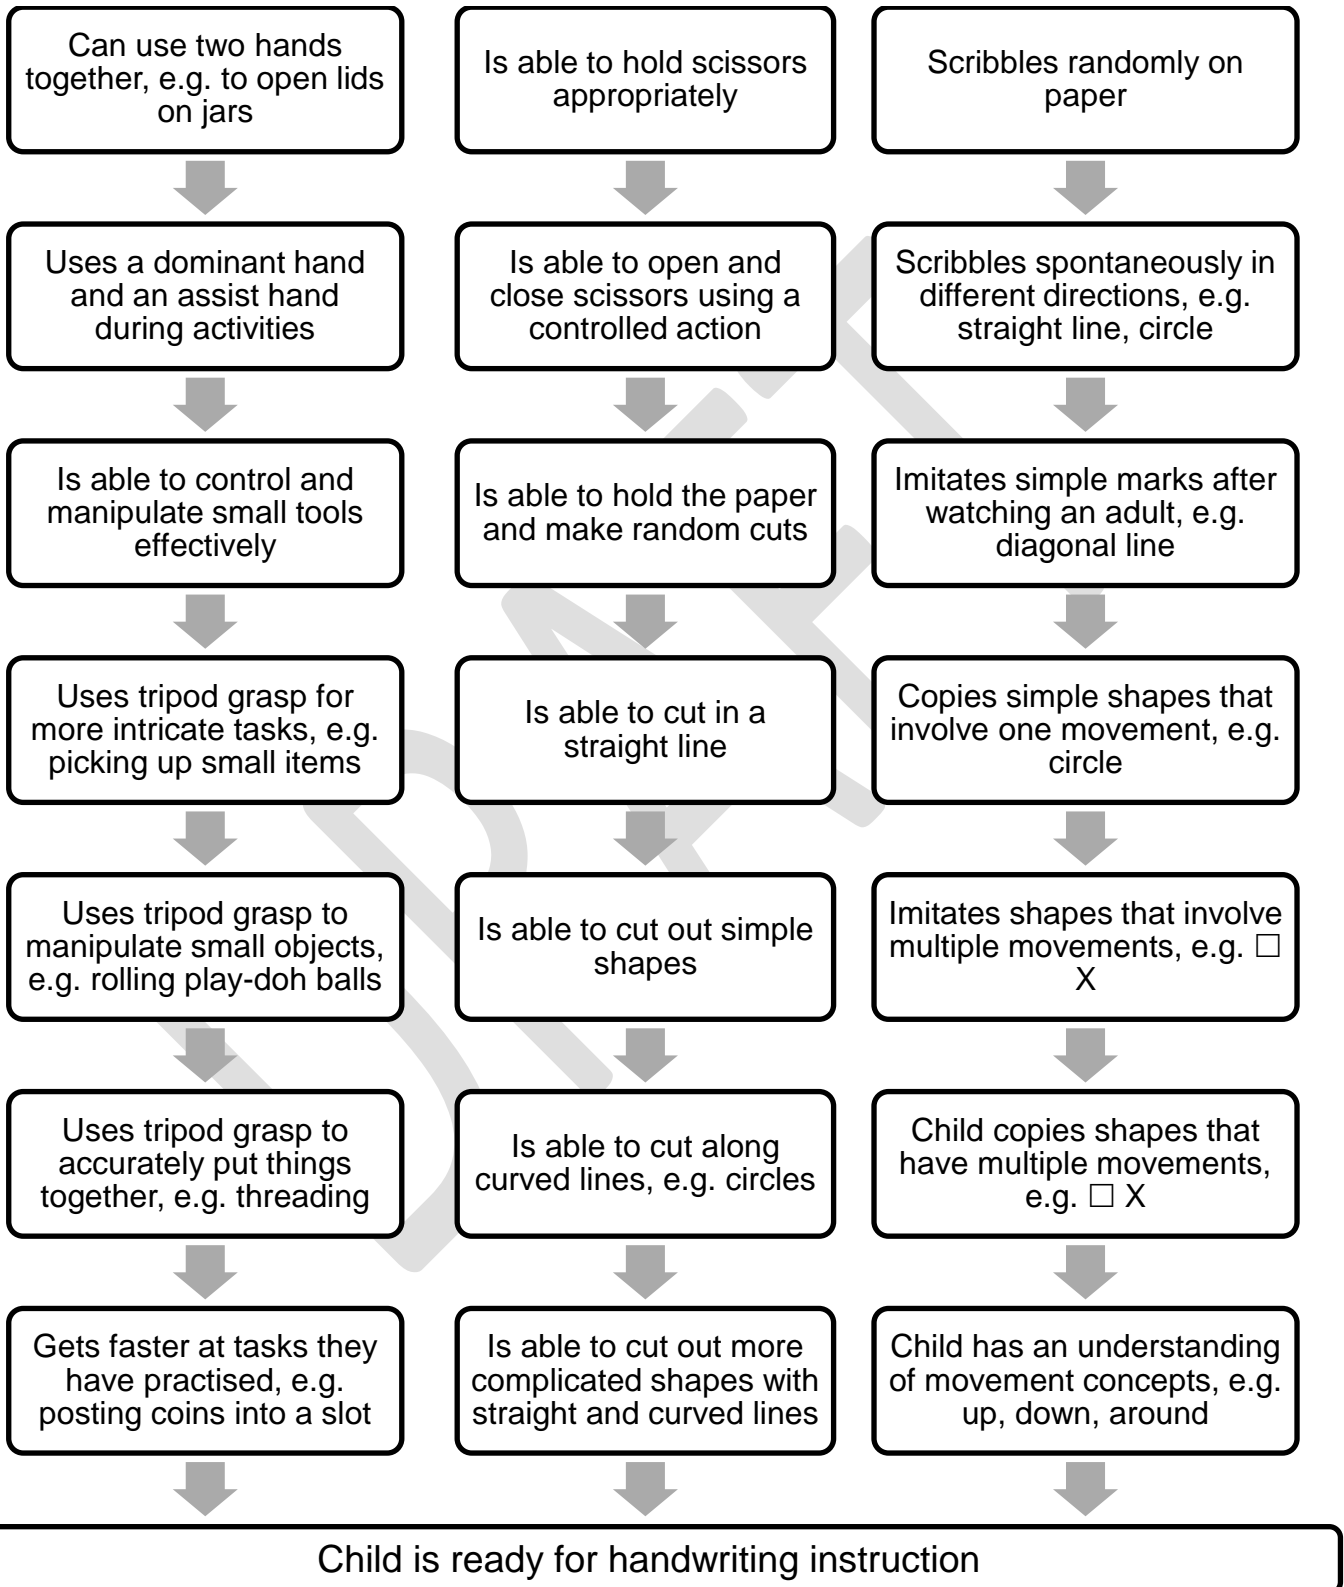 Can use two hands
together, e.g. to open lids
on jars
Uses a dominant hand
and an assist hand
during activities
Is able to control and
manipulate small tools
effectively
Uses tripod grasp for
more intricate tasks, e.g.
picking up small items
Uses tripod grasp to
manipulate small objects,
e.g. rolling play-doh balls
Uses tripod grasp to
accurately put things
together, e.g. threading
Gets faster at tasks they
have practised, e.g.
posting coins into a slot
Is able to hold scissors
appropriately
Is able to open and
close scissors using a
controlled action
Is able to hold the paper
and make random cuts
Is able to cut in a
straight line
Is able to cut out simple
shapes
Is able to cut along
curved lines, e.g. circles
Is able to cut out more
complicated shapes with
straight and curved lines
Scribbles randomly on
paper
Scribbles spontaneously in
different directions, e.g.
straight line, circle
Imitates simple marks after
watching an adult, e.g.
diagonal line
Copies simple shapes that
involve one movement, e.g.
circle
Imitates shapes that involve
multiple movements, e.g. □
X
Child copies shapes that
have multiple movements,
e.g. □ X
Child has an understanding
of movement concepts, e.g.
up, down, around
Child is ready for handwriting instruction
DRAFT